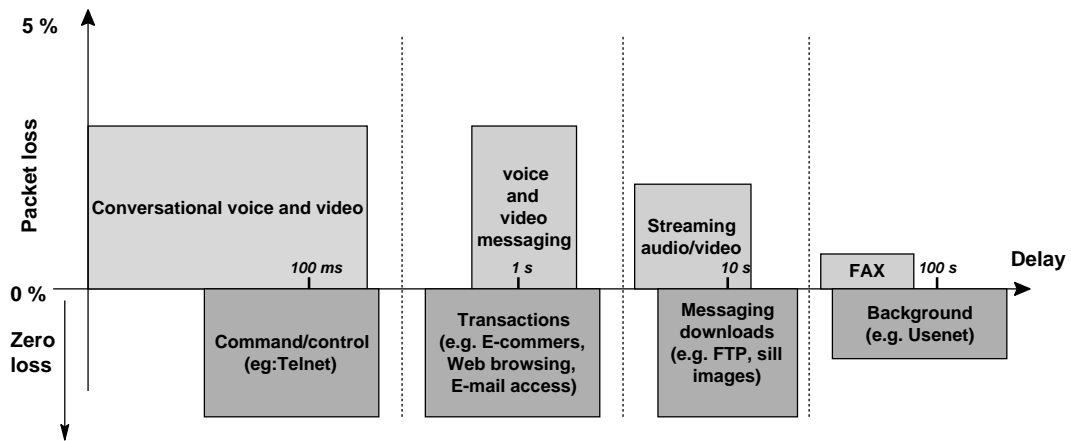 5 %
Packet loss
Conversational voice and video
voice
and
video
messaging
Streaming
audio/video
FAX
100 ms
1 s
10 s
100 s
Delay
0 %
Zero
loss
Command/control
(eg:Telnet)
Transactions
(e.g. E-commers,
Web browsing,
E-mail access)
Messaging
downloads
(e.g. FTP, sill
images)
Background
(e.g. Usenet)